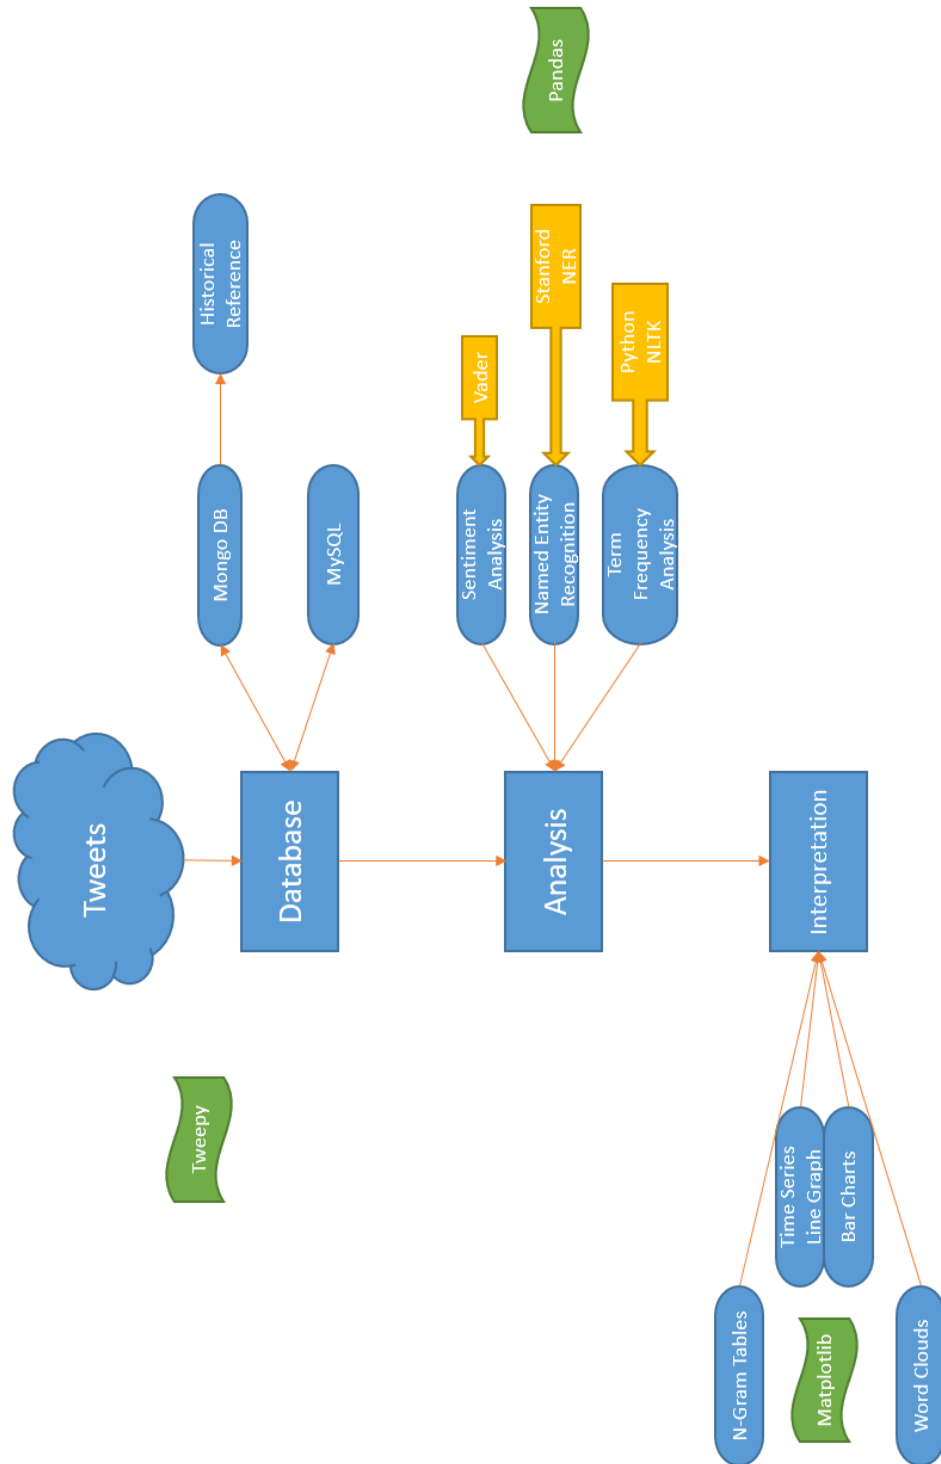 Tweets
Tweepy
Database
Mongo DB
Historical
Reference
MySQL
Analysis
Sentiment
Analysis
Vader
Named Entity
Recognition
Stanford
NER
Term
Frequency
Analysis
Python
NLTK
Pandas
Interpretation
N-Gram Tables
Time Series
Line Graph
Bar Charts
Matplotlib
Word Clouds